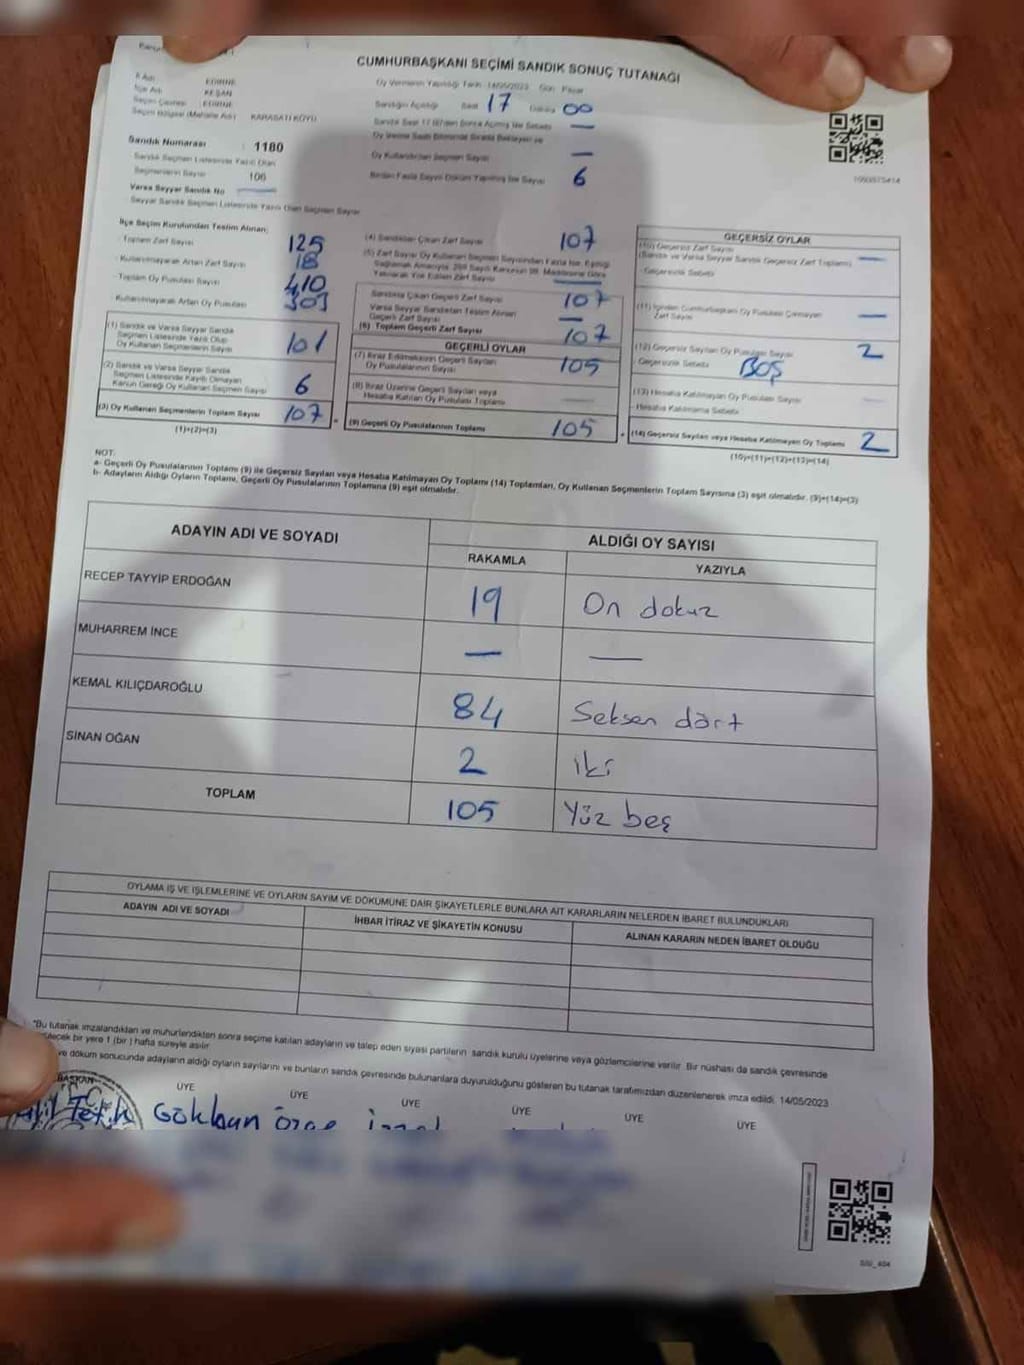 CUMHURBAŞKANI SEÇİMİ SANDIK SONUÇ TUTANAĞI
İl Adı EDİRNE
İlçe Adı KEŞAN
Seçim Çevresi EDİRNE
Seçim Bölgesi (Mahalle Adı) KARASATI KÖYÜ
Sandık Numarası : 1180
Sandık Seçmen Listesinde Yazılı Olan
Seçmenlerin Sayısı 106
Varsa Seyyar Sandık No —
Seyyar Sandık Seçmen Listesinde Yazılı Olan Seçmen Sayısı
Oy Vermenin Yapıldığı Tarih 14/05/2023 Gün Pazar
Sandığın Açıldığı Saat 17 Dakika 00
Sandık Saat 17.00'den Sonra Açılmış İse Sebebi —
Oy Verme Saati Bitiminde Sırada Bekleyen ve
Oy Kullandırılan Seçmen Sayısı —
Birden Fazla Sayım Döküm Yapılmış İse Sayısı 6
İlçe Seçim Kurulundan Teslim Alınan;
Toplam Zarf Sayısı 125
Kullanılmayarak Artan Zarf Sayısı 18
Toplam Oy Pusulası Sayısı 410
Kullanılmayarak Artan Oy Pusulası 303
(1) Sandık ve Varsa Seyyar Sandık
Seçmen Listesinde Yazılı Olup
Oy Kullanan Seçmenlerin Sayısı 101
(2) Sandık ve Varsa Seyyar Sandık
Seçmen Listesinde Kayıtlı Olmayan
Kanun Gereği Oy Kullanan Seçmen Sayısı 6
(3) Oy Kullanan Seçmenlerin Toplam Sayısı 107
(1)+(2)=(3)
(4) Sandıktan Çıkan Zarf Sayısı 107
(5) Zarf Sayısı Oy Kullanan Seçmen Sayısından Fazla İse, Eşitliği
Sağlamak Amacıyla, 298 Sayılı Kanunun 98. Maddesine Göre
Yakılarak Yok Edilen Zarf Sayısı —
Sandıkta Çıkan Geçerli Zarf Sayısı 107
Varsa Seyyar Sandıktan Teslim Alınan
Geçerli Zarf Sayısı —
(6) Toplam Geçerli Zarf Sayısı 107
GEÇERLİ OYLAR
(7) İtiraz Edilmeksizin Geçerli Sayılan
Oy Pusulalarının Sayısı 105
(8) İtiraz Üzerine Geçerli Sayılan veya
Hesaba Katılan Oy Pusulası Toplamı —
(9) Geçerli Oy Pusulalarının Toplamı 105
GEÇERSİZ OYLAR
(10) Geçersiz Zarf Sayısı
(Sandık ve Varsa Seyyar Sandık Geçersiz Zarf Toplamı) —
Geçersizlik Sebebi
(11) İçinden Cumhurbaşkanı Oy Pusulası Çıkmayan
Zarf Sayısı —
(12) Geçersiz Sayılan Oy Pusulası Sayısı 2
Geçersizlik Sebebi BOŞ
(13) Hesaba Katılmayan Oy Pusulası Sayısı —
Hesaba Katılmama Sebebi
(14) Geçersiz Sayılan veya Hesaba Katılmayan Oy Toplamı 2
(10)+(11)+(12)+(13)=(14)
NOT:
a- Geçerli Oy Pusulalarının Toplamı (9) ile Geçersiz Sayılan veya Hesaba Katılmayan Oy Toplamı (14) Toplamları, Oy Kullanan Seçmenlerin Toplam Sayısına (3) eşit olmalıdır. (9)+(14)=(3)
b- Adayların Aldığı Oyların Toplamı, Geçerli Oy Pusulalarının Toplamına (9) eşit olmalıdır.
ADAYIN ADI VE SOYADI ALDIĞI OY SAYISI
RAKAMLA YAZIYLA
RECEP TAYYİP ERDOĞAN 19 On dokuz
MUHARREM İNCE — —
KEMAL KILIÇDAROĞLU 84 Seksen dört
SİNAN OĞAN 2 iki
TOPLAM 105 Yüz beş
OYLAMA İŞ VE İŞLEMLERİNE VE OYLARIN SAYIM VE DÖKÜMÜNE DAİR ŞİKAYETLERLE BUNLARA AİT KARARLARIN NELERDEN İBARET BULUNDUKLARI
ADAYIN ADI VE SOYADI İHBAR İTİRAZ VE ŞİKAYETİN KONUSU ALINAN KARARIN NEDEN İBARET OLDUĞU
"Bu tutanak imzalandıktan ve mühürlendikten sonra seçime katılan adayların ve talep eden siyasi partilerin sandık kurulu üyelerine veya gözlemcilerine verilir. Bir nüshası da sandık çevresinde
bir yere 1 (bir) hafta süreyle asılır.
ve döküm sonucunda adayların aldığı oyların sayılarını ve bunların sandık çevresinde bulunanlara duyurulduğunu gösteren bu tutanak tarafımızdan düzenlenerek imza edildi. 14/05/2023
BAŞKAN ÜYE ÜYE ÜYE ÜYE ÜYE ÜYE
Gökhan